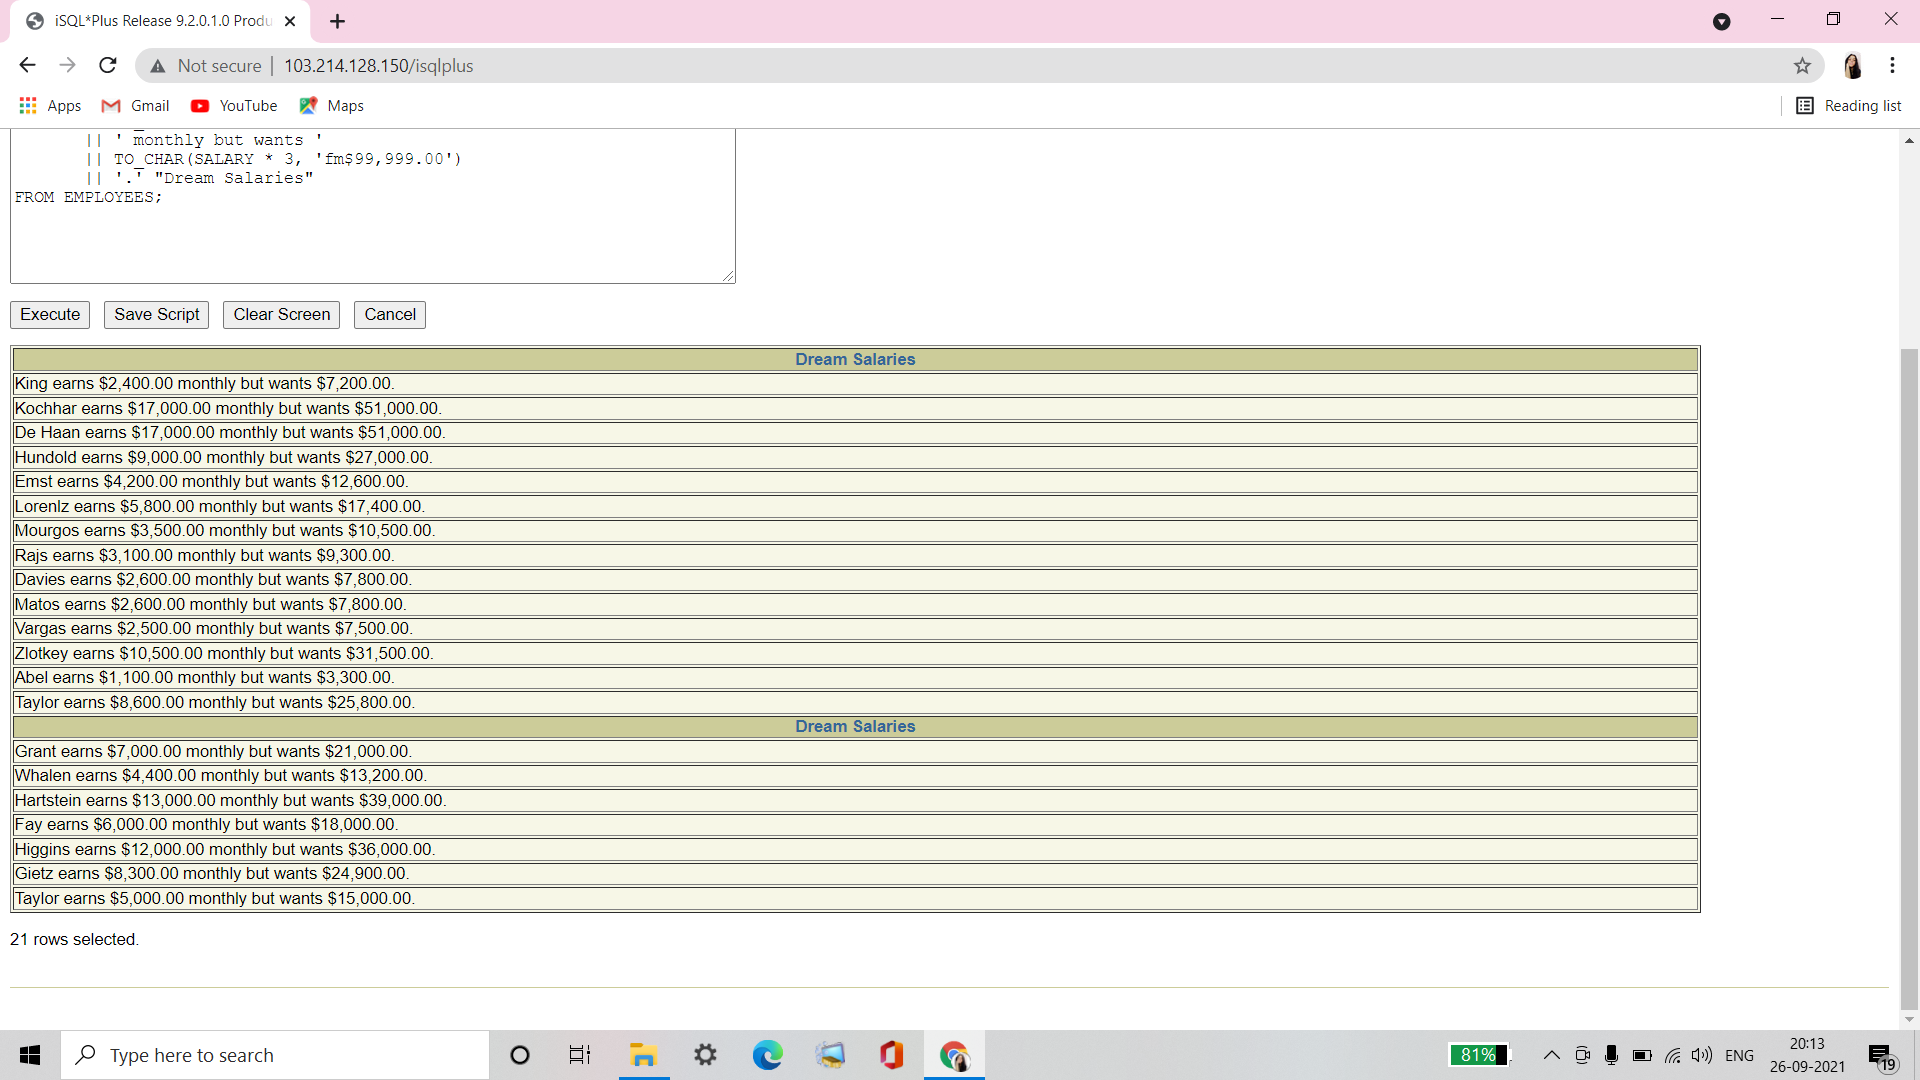 iSQL*Plus Release 9.2.0.1.0 Produ
Not secure | 103.214.128.150/isqlplus
Apps Gmail YouTube Maps Reading list
|| ' monthly but wants '
|| TO_CHAR(SALARY * 3, 'fm$99,999.00')
|| '.' "Dream Salaries"
FROM EMPLOYEES;
Execute Save Script Clear Screen Cancel
Dream Salaries
King earns $2,400.00 monthly but wants $7,200.00.
Kochhar earns $17,000.00 monthly but wants $51,000.00.
De Haan earns $17,000.00 monthly but wants $51,000.00.
Hundold earns $9,000.00 monthly but wants $27,000.00.
Ernst earns $4,200.00 monthly but wants $12,600.00.
Lorenlz earns $5,800.00 monthly but wants $17,400.00.
Mourgos earns $3,500.00 monthly but wants $10,500.00.
Rajs earns $3,100.00 monthly but wants $9,300.00.
Davies earns $2,600.00 monthly but wants $7,800.00.
Matos earns $2,600.00 monthly but wants $7,800.00.
Vargas earns $2,500.00 monthly but wants $7,500.00.
Zlotkey earns $10,500.00 monthly but wants $31,500.00.
Abel earns $1,100.00 monthly but wants $3,300.00.
Taylor earns $8,600.00 monthly but wants $25,800.00.
Dream Salaries
Grant earns $7,000.00 monthly but wants $21,000.00.
Whalen earns $4,400.00 monthly but wants $13,200.00.
Hartstein earns $13,000.00 monthly but wants $39,000.00.
Fay earns $6,000.00 monthly but wants $18,000.00.
Higgins earns $12,000.00 monthly but wants $36,000.00.
Gietz earns $8,300.00 monthly but wants $24,900.00.
Taylor earns $5,000.00 monthly but wants $15,000.00.
21 rows selected.
Type here to search
81%
ENG
20:13
26-09-2021
19